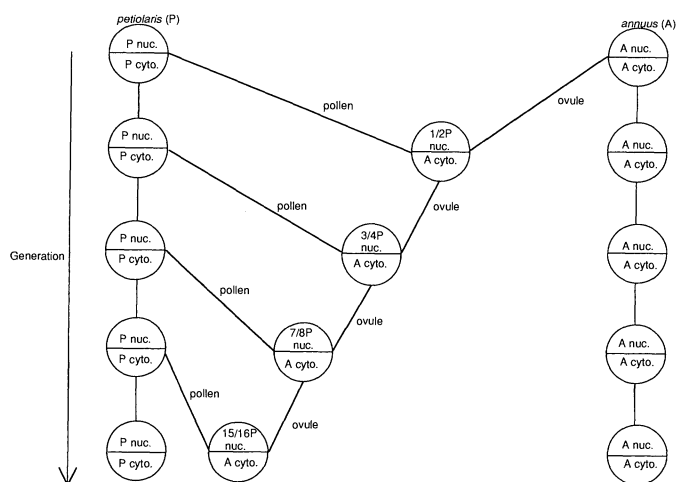 petiolaris (P)
annuus (A)
P nuc.
P cyto.
A nuc.
A cyto.
pollen
ovule
1/2P
nuc.
A cyto.
P nuc.
P cyto.
A nuc.
A cyto.
pollen
ovule
3/4P
nuc.
A cyto.
Generation
P nuc.
P cyto.
A nuc.
A cyto.
pollen
ovule
7/8P
nuc.
A cyto.
P nuc.
P cyto.
A nuc.
A cyto.
pollen
ovule
15/16P
nuc.
A cyto.
P nuc.
P cyto.
A nuc.
A cyto.